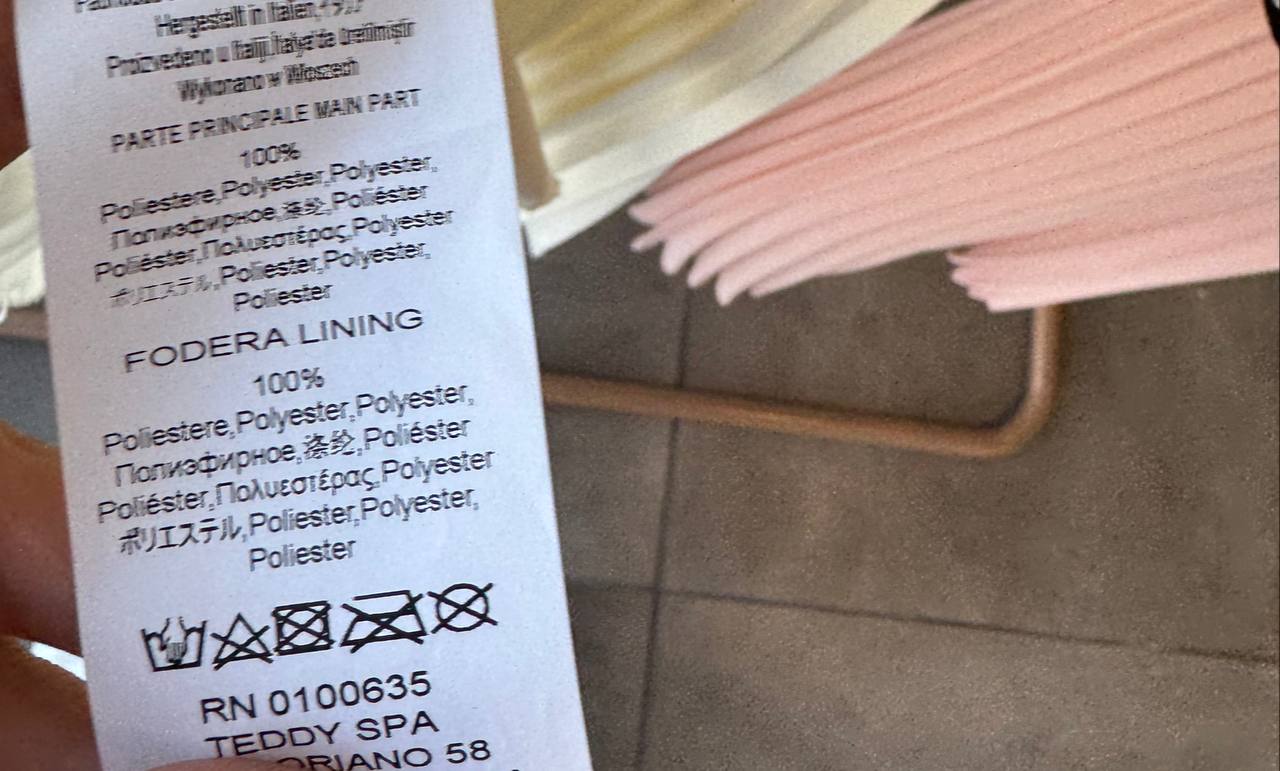 Hergestellt in Italien,
Proizvedeno u Italiji,İtalya'da üretilmiştir
Wykonano w Włoszech
PARTE PRINCIPALE MAIN PART
100%
Poliestere,Polyester,Polyester,
Полиэфирное,涤纶,Poliéster
Poliéster,Πολυεστέρας,Polyester
ポリエステル,Poliester,Polyester,
Poliester
FODERA LINING
100%
Poliestere,Polyester,Polyester,
Полиэфирное,涤纶,Poliéster
Poliéster,Πολυεστέρας,Polyester
ポリエステル,Poliester,Polyester,
Poliester
RN 0100635
TEDDY SPA
ORIANO 58